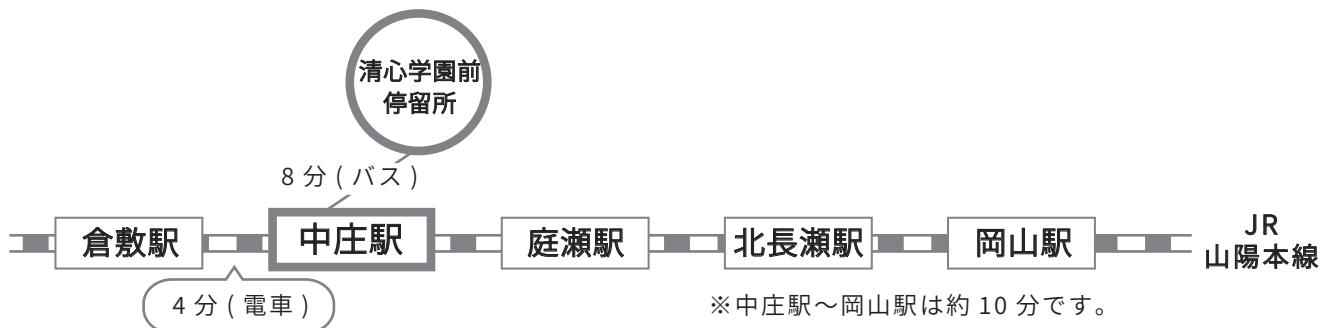 清心学園前
停留所
8分(バス)
倉敷駅
中庄駅
庭瀬駅
北長瀬駅
岡山駅
JR
山陽本線
4分(電車)
※中庄駅～岡山駅は約10分です。